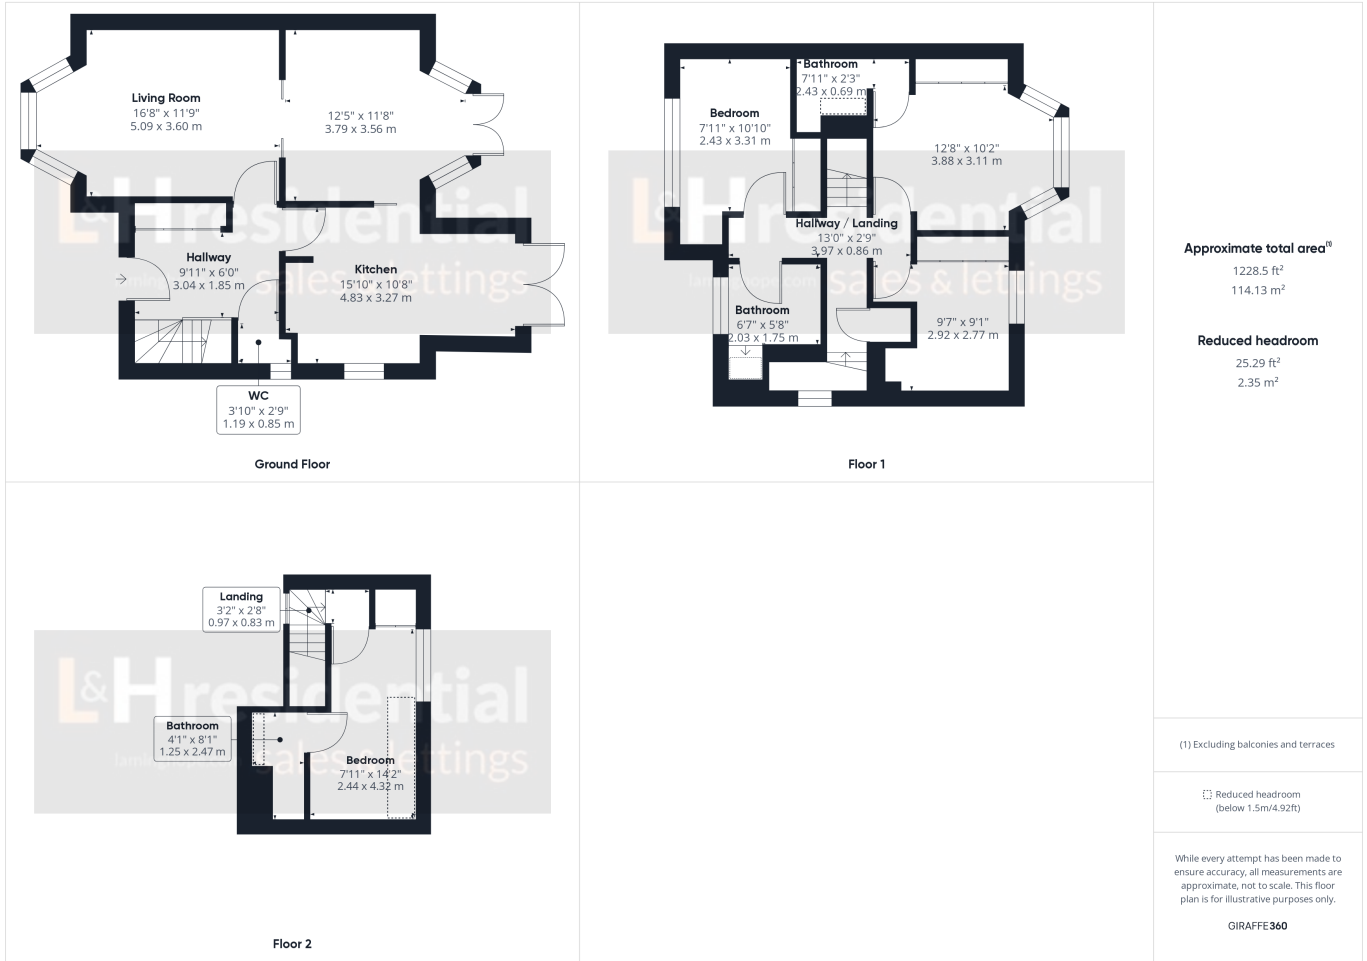 Living Room
16'8" x 11'9"
5.09 x 3.60 m
12'5" x 11'8"
3.79 x 3.56 m
Hallway
9'11" x 6'0"
3.04 x 1.85 m
Kitchen
15'10" x 10'8"
4.83 x 3.27 m
WC
3'10" x 2'9"
1.19 x 0.85 m
Ground Floor
L&H residential
sales & lettings
Bathroom
7'11" x 2'3"
2.43 x 0.69 m
Bedroom
7'11" x 10'10"
2.43 x 3.31 m
12'8" x 10'2"
3.88 x 3.11 m
Hallway / Landing
13'0" x 2'9"
3.97 x 0.86 m
Bathroom
6'7" x 5'8"
2.03 x 1.75 m
9'7" x 9'1"
2.92 x 2.77 m
Floor 1
L&H residential
sales & lettings
Landing
3'2" x 2'8"
0.97 x 0.83 m
Bathroom
4'1" x 8'1"
1.25 x 2.47 m
Bedroom
7'11" x 14'2"
2.44 x 4.32 m
Floor 2
L&H residential
sales & lettings
Approximate total area(1)
1228.5 ft²
114.13 m²
Reduced headroom
25.29 ft²
2.35 m²
(1) Excluding balconies and terraces
Reduced headroom
(below 1.5m/4.92ft)
While every attempt has been made to
ensure accuracy, all measurements are
approximate, not to scale. This floor
plan is for illustrative purposes only.
GIRAFFE360